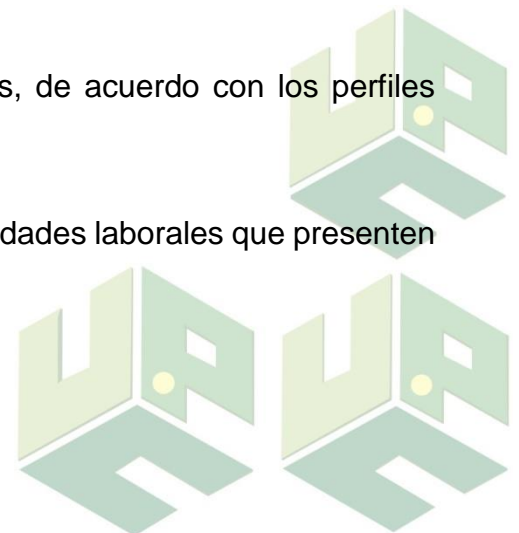 s, de acuerdo con los perfiles
dades laborales que presenten